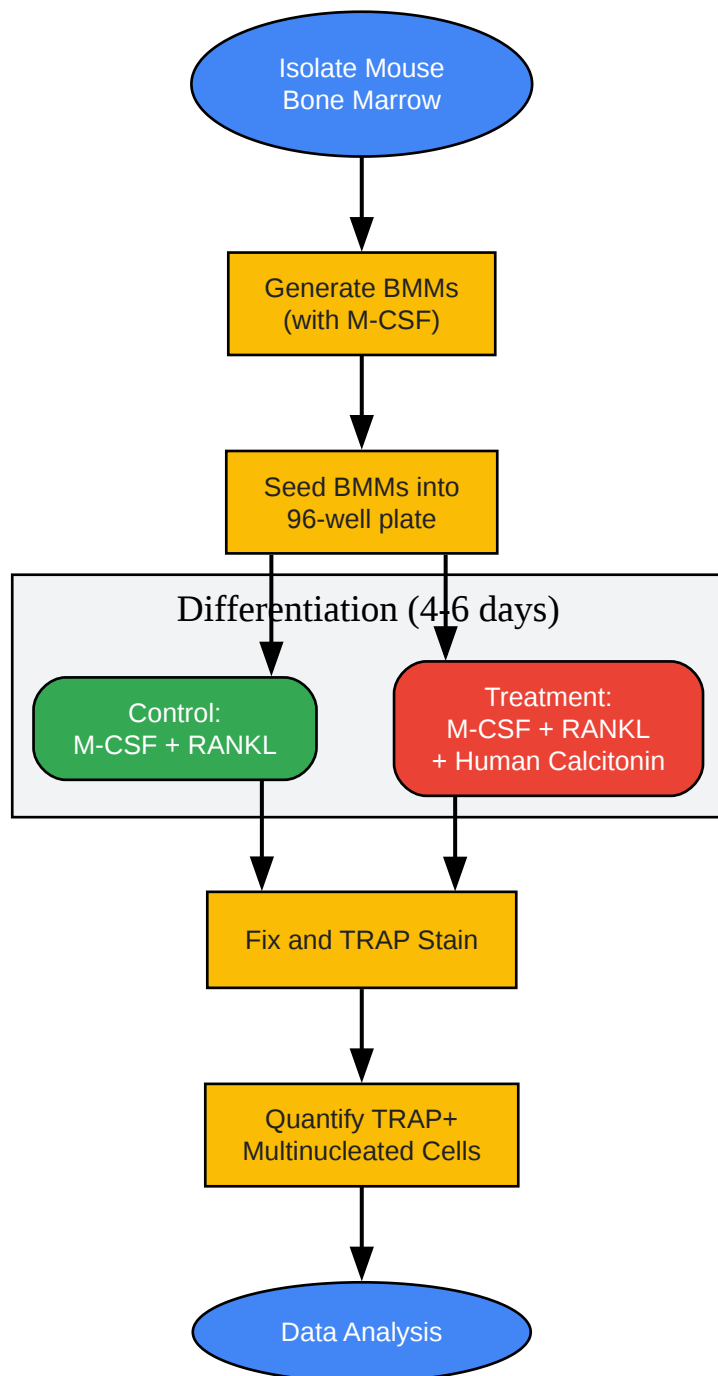 Isolate Mouse
Bone Marrow
Generate BMMs
(with M-CSF)
Seed BMMs into
96-well plate
Differentiation (4-6 days)
Control:
M-CSF + RANKL
Treatment:
M-CSF + RANKL
+ Human Calcitonin
Fix and TRAP Stain
Quantify TRAP+
Multinucleated Cells
Data Analysis